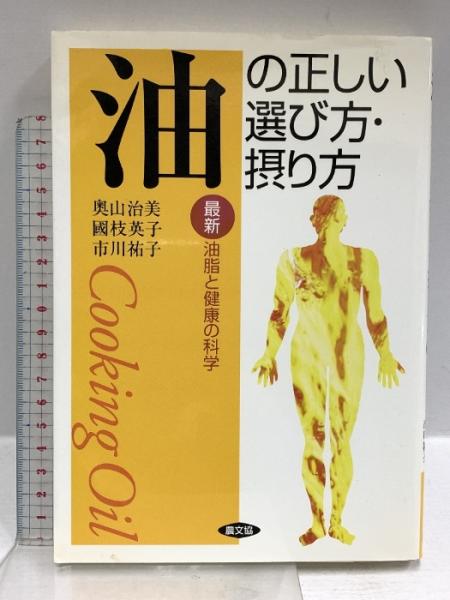 油の正しい
選び方・
摂り方
奥山治美
國枝英子
市川祐子
最新
油脂と健康の科学
Cooking Oil
農文協